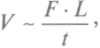 V ~ F · L / t,